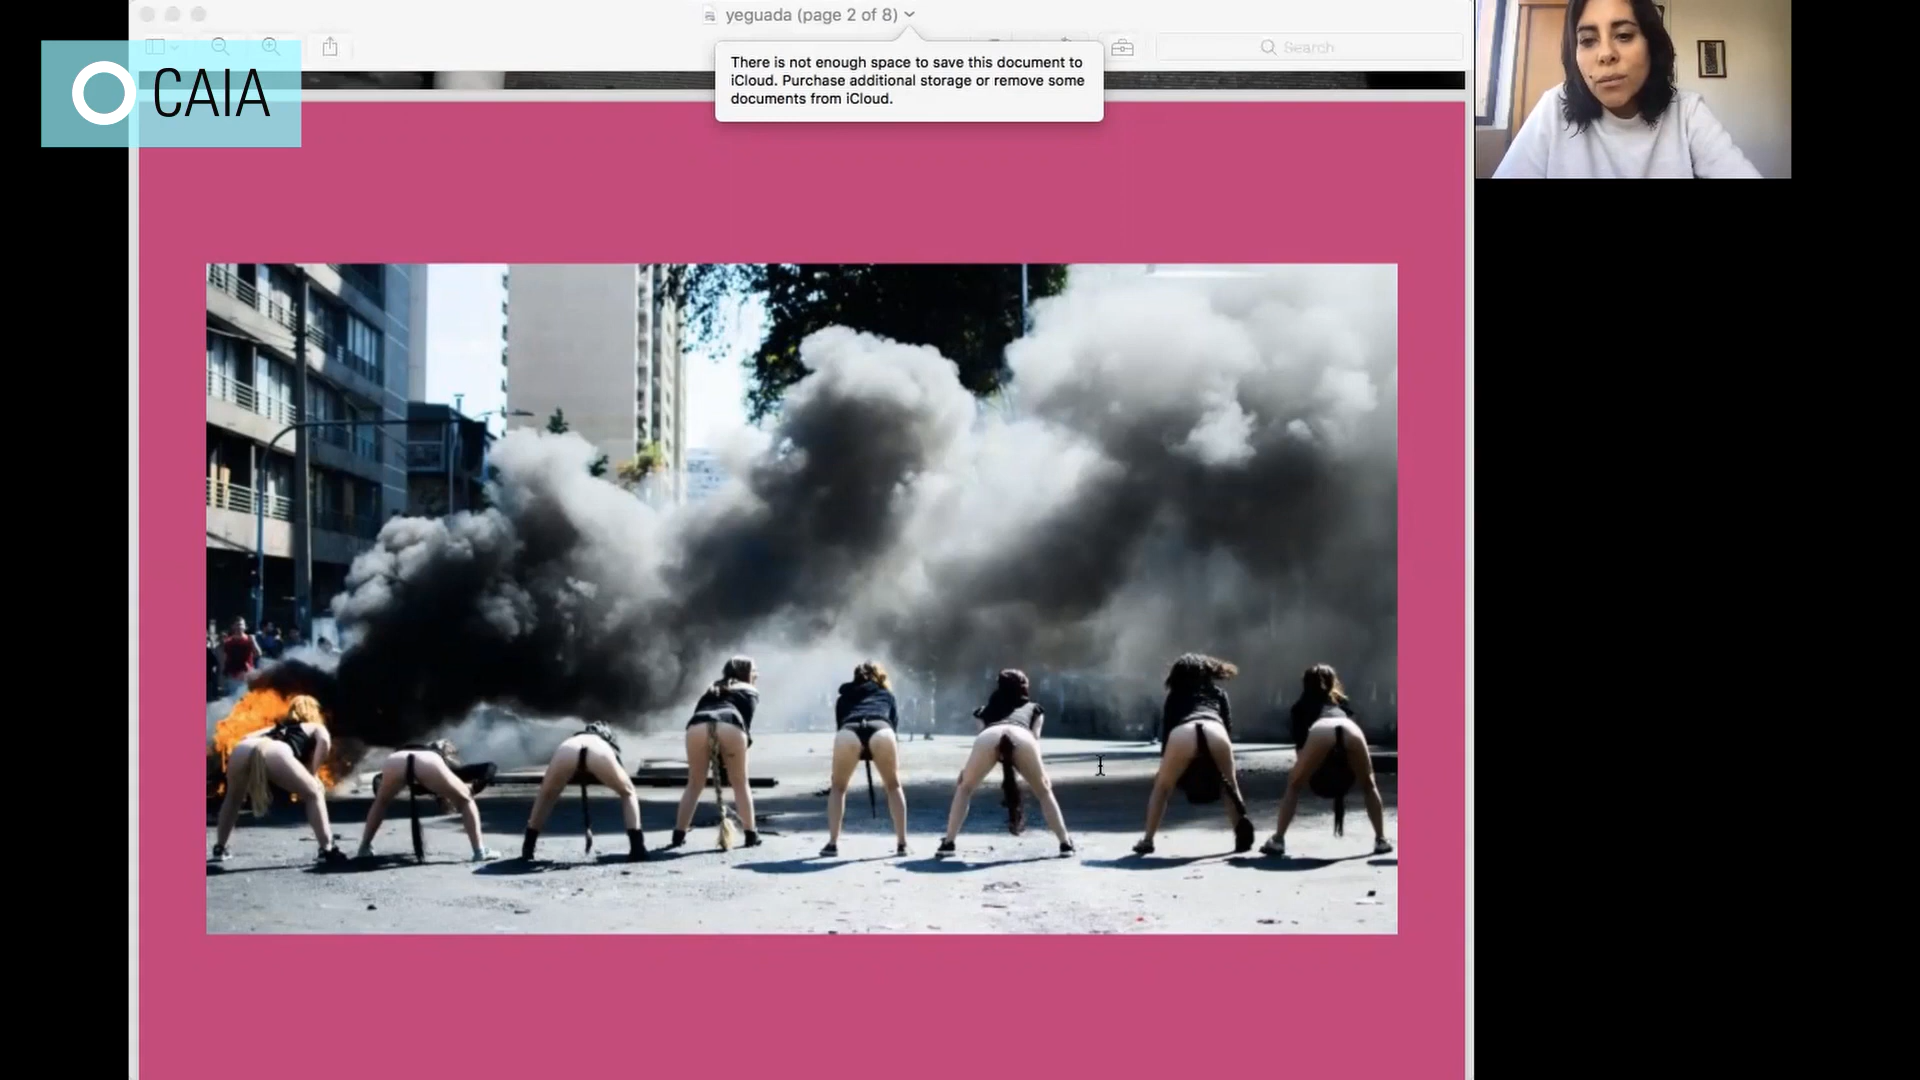 yeguada (page 2 of 8)
Search
CAIA
There is not enough space to save this document to
iCloud. Purchase additional storage or remove some
documents from iCloud.